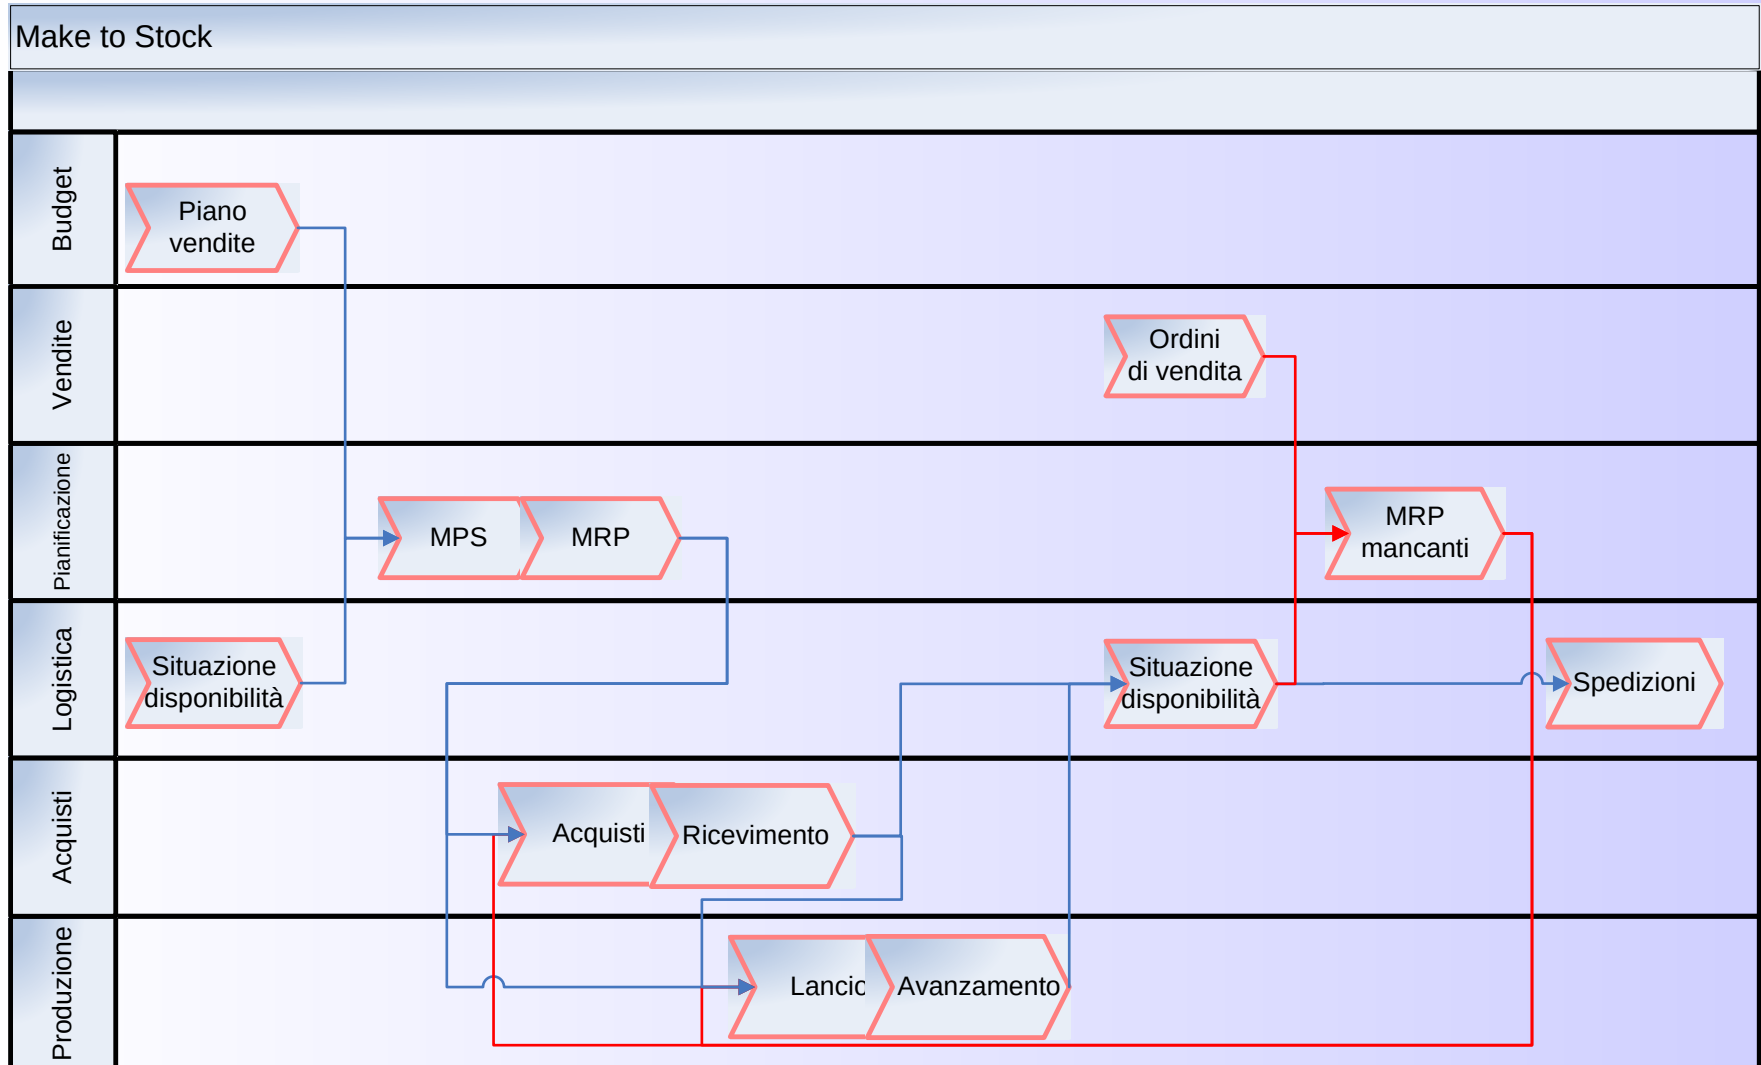 Make to Stock
Budget
Piano
vendite
Vendite
Ordini
di vendita
Pianificazione
MPS
MRP
MRP
mancanti
Logistica
Situazione
disponibilità
Situazione
disponibilità
Spedizioni
Acquisti
Acquisti
Ricevimento
Produzione
Lancio
Avanzamento